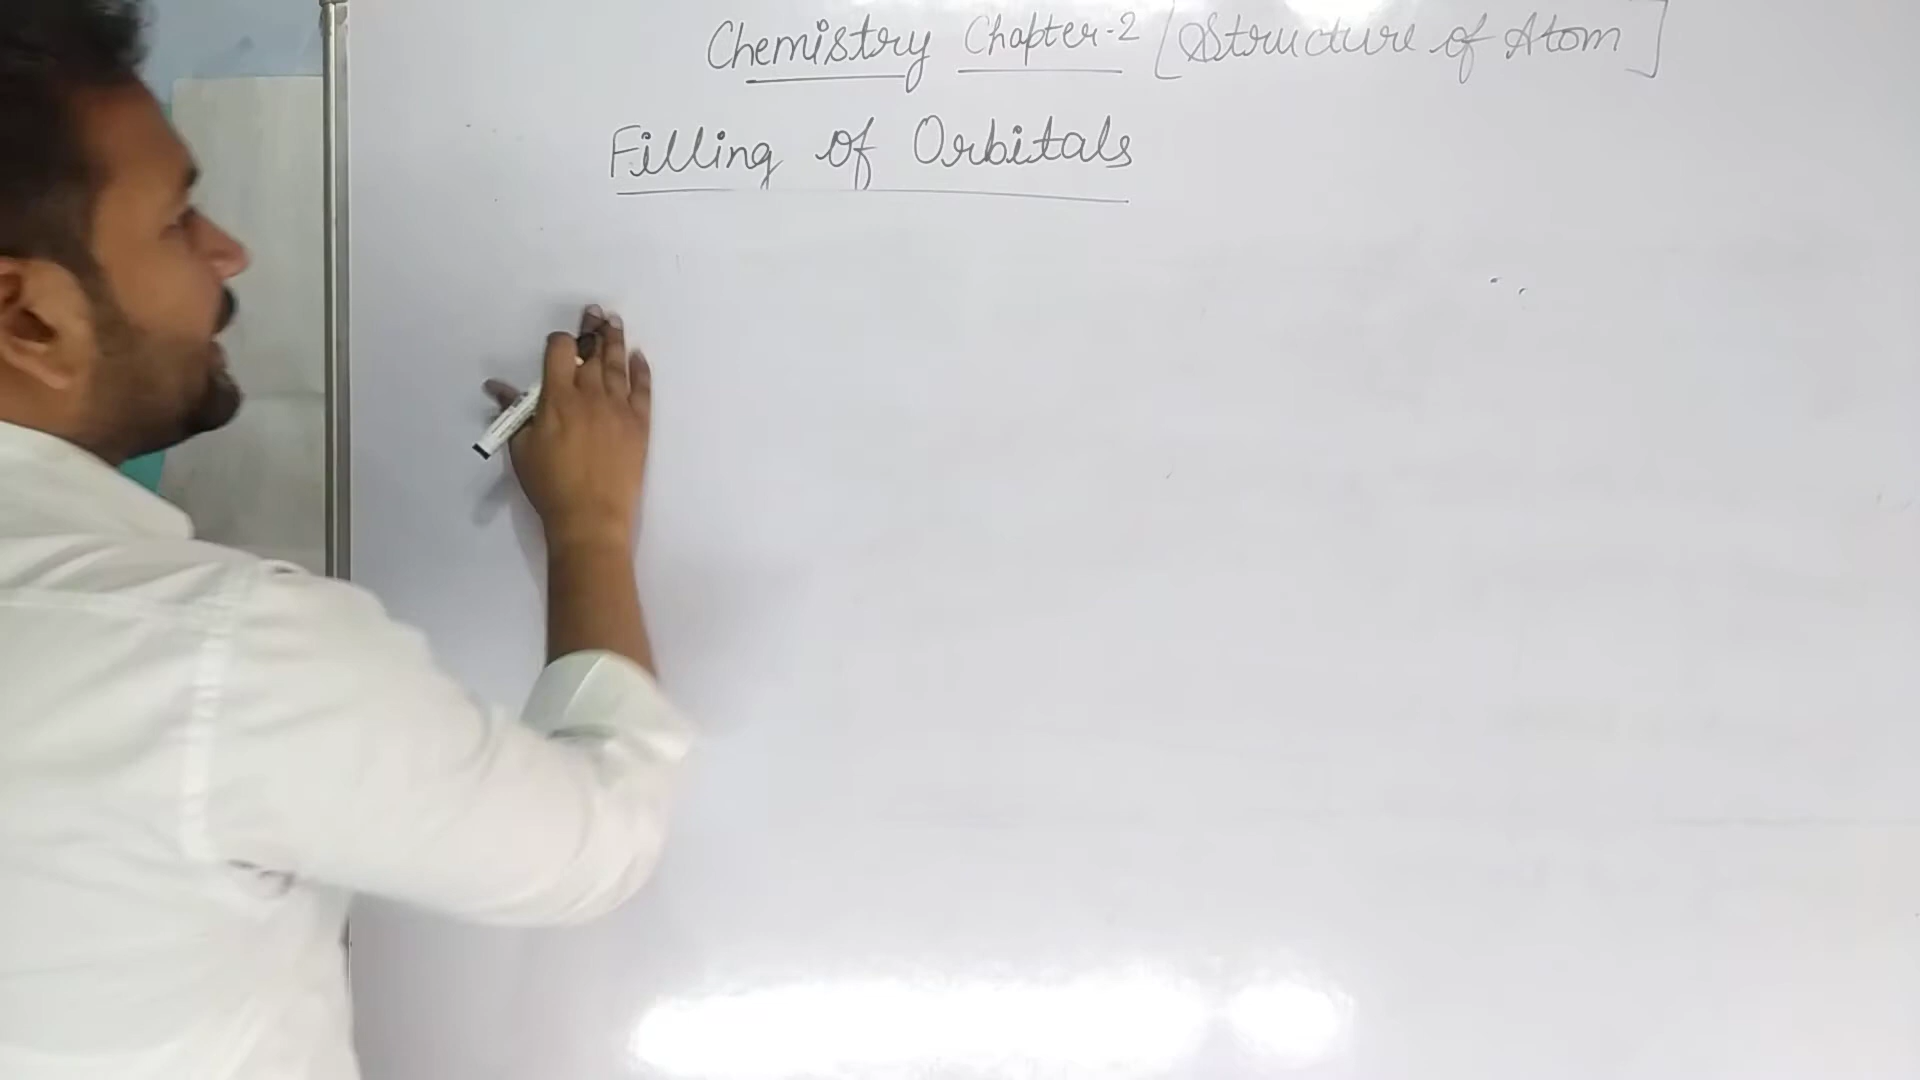 Chemistry Chapter-2 [Structure of Atom]
Filling of Orbitals